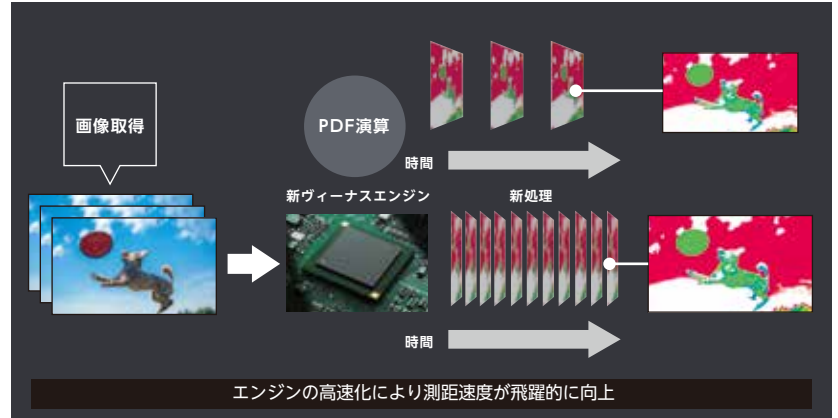 画像取得
PDF演算
時間
新ヴィーナスエンジン
新処理
時間
エンジンの高速化により測距速度が飛躍的に向上